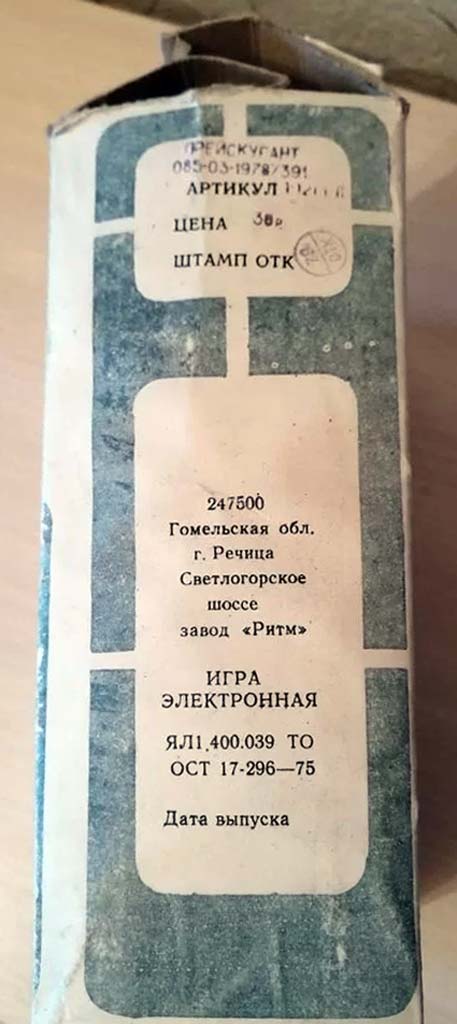 ПРЕЙСКУРАНТ
085-03-1978/391
АРТИКУЛ
ЦЕНА 38р
ШТАМП ОТК
247500
Гомельская обл.
г. Речица
Светлогорское
шоссе
завод «Ритм»
ИГРА
ЭЛЕКТРОННАЯ
ЯЛ1.400.039 ТО
ОСТ 17-296—75
Дата выпуска